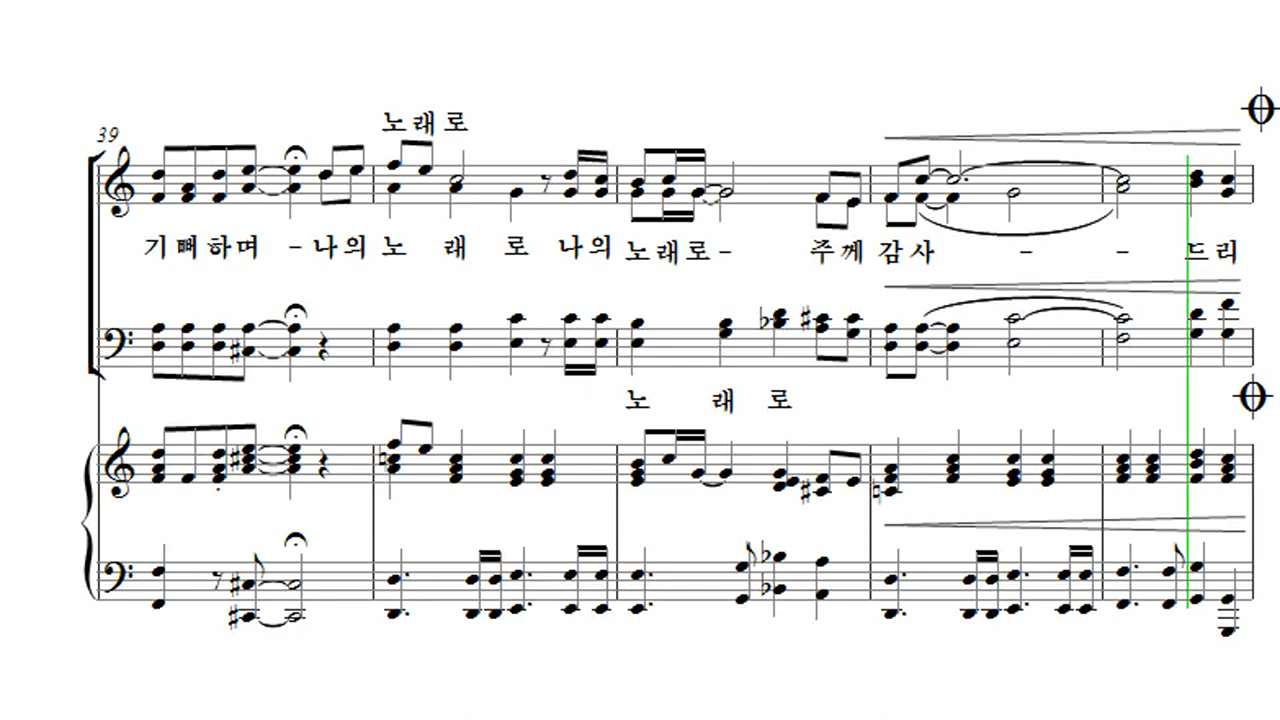 노래로
39
기뻐하며 - 나의 노 래 로 나의 노래로 - 주께 감사 - - 드리
노 래 로